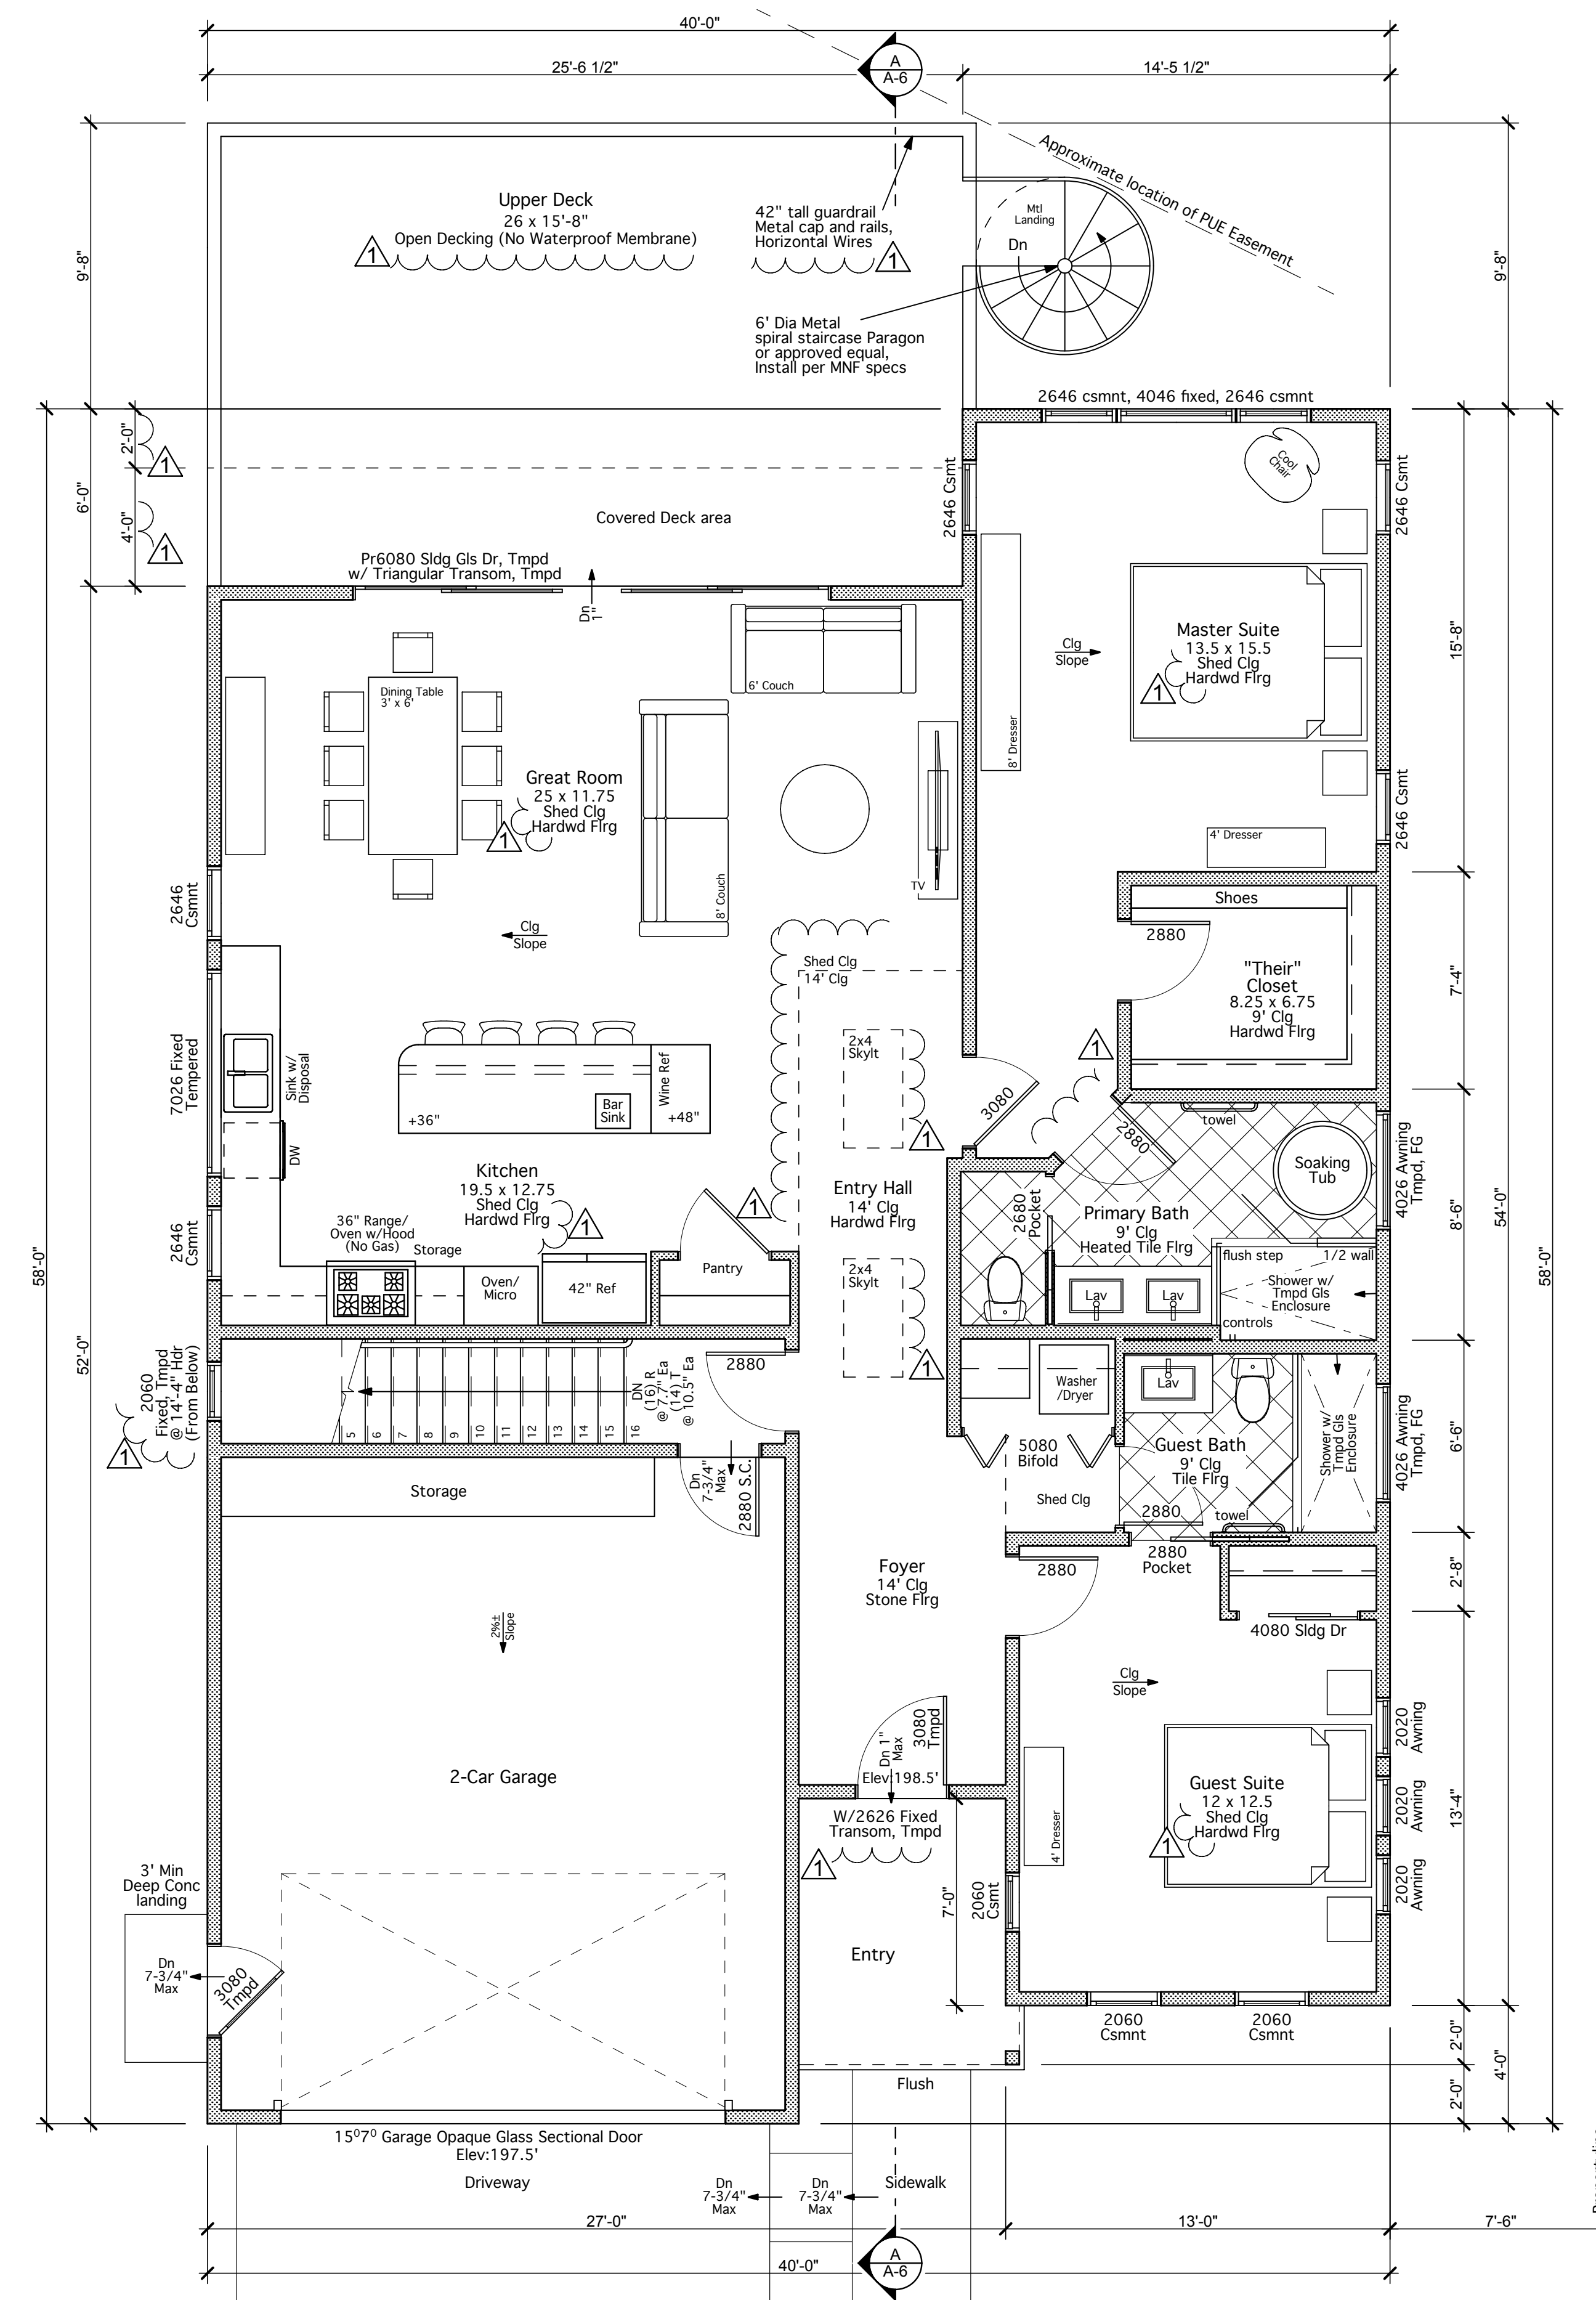 40'-0"
25'-6 1/2"
A
A-6
14'-5 1/2"
Approximate location of PUE Easement
Upper Deck
26 x 15'-8"
Open Decking (No Waterproof Membrane)
1
42" tall guardrail
Metal cap and rails,
Horizontal Wires
1
Mtl
Landing
Dn
9'-8"
9'-8"
6' Dia Metal
spiral staircase Paragon
or approved equal,
Install per MNF specs
2646 csmnt, 4046 fixed, 2646 csmnt
2'-0"
1
6'-0"
4'-0"
1
Covered Deck area
2646 Csmt
Cool
Chair
2646 Csmt
Pr6080 Sldg Gls Dr, Tmpd
w/ Triangular Transom, Tmpd
Dn
1"
6' Couch
Dining Table
3' x 6'
Clg
Slope
Master Suite
13.5 x 15.5
Shed Clg
Hardwd Flrg
1
15'-8"
8' Dresser
Great Room
25 x 11.75
Shed Clg
Hardwd Flrg
1
2646 Csmt
4' Dresser
8' Couch
TV
2646
Csmnt
Clg
Slope
Shoes
2880
Shed Clg
14' Clg
"Their"
Closet
8.25 x 6.75
9' Clg
Hardwd Flrg
7'-4"
7026 Fixed
Tempered
Sink w/
Disposal
DW
+36"
Bar
Sink
Wine Ref
+48"
2x4
Skylt
1
1
3080
2880
towel
Soaking
Tub
4026 Awning
Tmpd, FG
Kitchen
19.5 x 12.75
Shed Clg
Hardwd Flrg
1
1
Entry Hall
14' Clg
Hardwd Flrg
2680
Pocket
Primary Bath
9' Clg
Heated Tile Flrg
8'-6"
54'-0"
58'-0"
58'-0"
2646
Csmnt
36" Range/
Oven w/Hood
(No Gas)
Storage
Oven/
Micro
42" Ref
Pantry
2x4
Skylt
1
Lav
Lav
flush step
1/2 wall
Shower w/
Tmpd Gls
Enclosure
controls
52'-0"
2060
Fixed, Tmpd
@ 14'-4" Hdr
(From Below)
1
5
6
7
8
9
10
11
12
13
14
15
16
DN
(16) R
@ 7.7" Ea
(14) T
@ 10.5" Ea
2880
Washer
/Dryer
Lav
Shower w/
Tmpd Gls
Enclosure
4026 Awning
Tmpd, FG
6'-6"
5080
Bifold
Guest Bath
9' Clg
Tile Flrg
Shed Clg
2880
towel
Storage
Dn
7-3/4"
Max
2880 S.C.
2880
2880
Pocket
2'-8"
Foyer
14' Clg
Stone Flrg
2%±
Slope
4080 Sldg Dr
Clg
Slope
3080
Tmpd
Dn 1"
Max
Elev:198.5'
2020
Awning
2020
Awning
2020
Awning
2-Car Garage
Guest Suite
12 x 12.5
Shed Clg
Hardwd Flrg
1
4' Dresser
13'-4"
W/2626 Fixed
Transom, Tmpd
1
3' Min
Deep Conc
landing
7'-0"
2060
Csmt
Entry
Dn
7-3/4"
Max
3080
Tmpd
2060
Csmnt
2060
Csmnt
2'-0"
4'-0"
2'-0"
Flush
15⁰7⁰ Garage Opaque Glass Sectional Door
Elev:197.5'
Driveway
Dn
7-3/4"
Max
Dn
7-3/4"
Max
Sidewalk
27'-0"
13'-0"
7'-6"
40'-0"
A
A-6